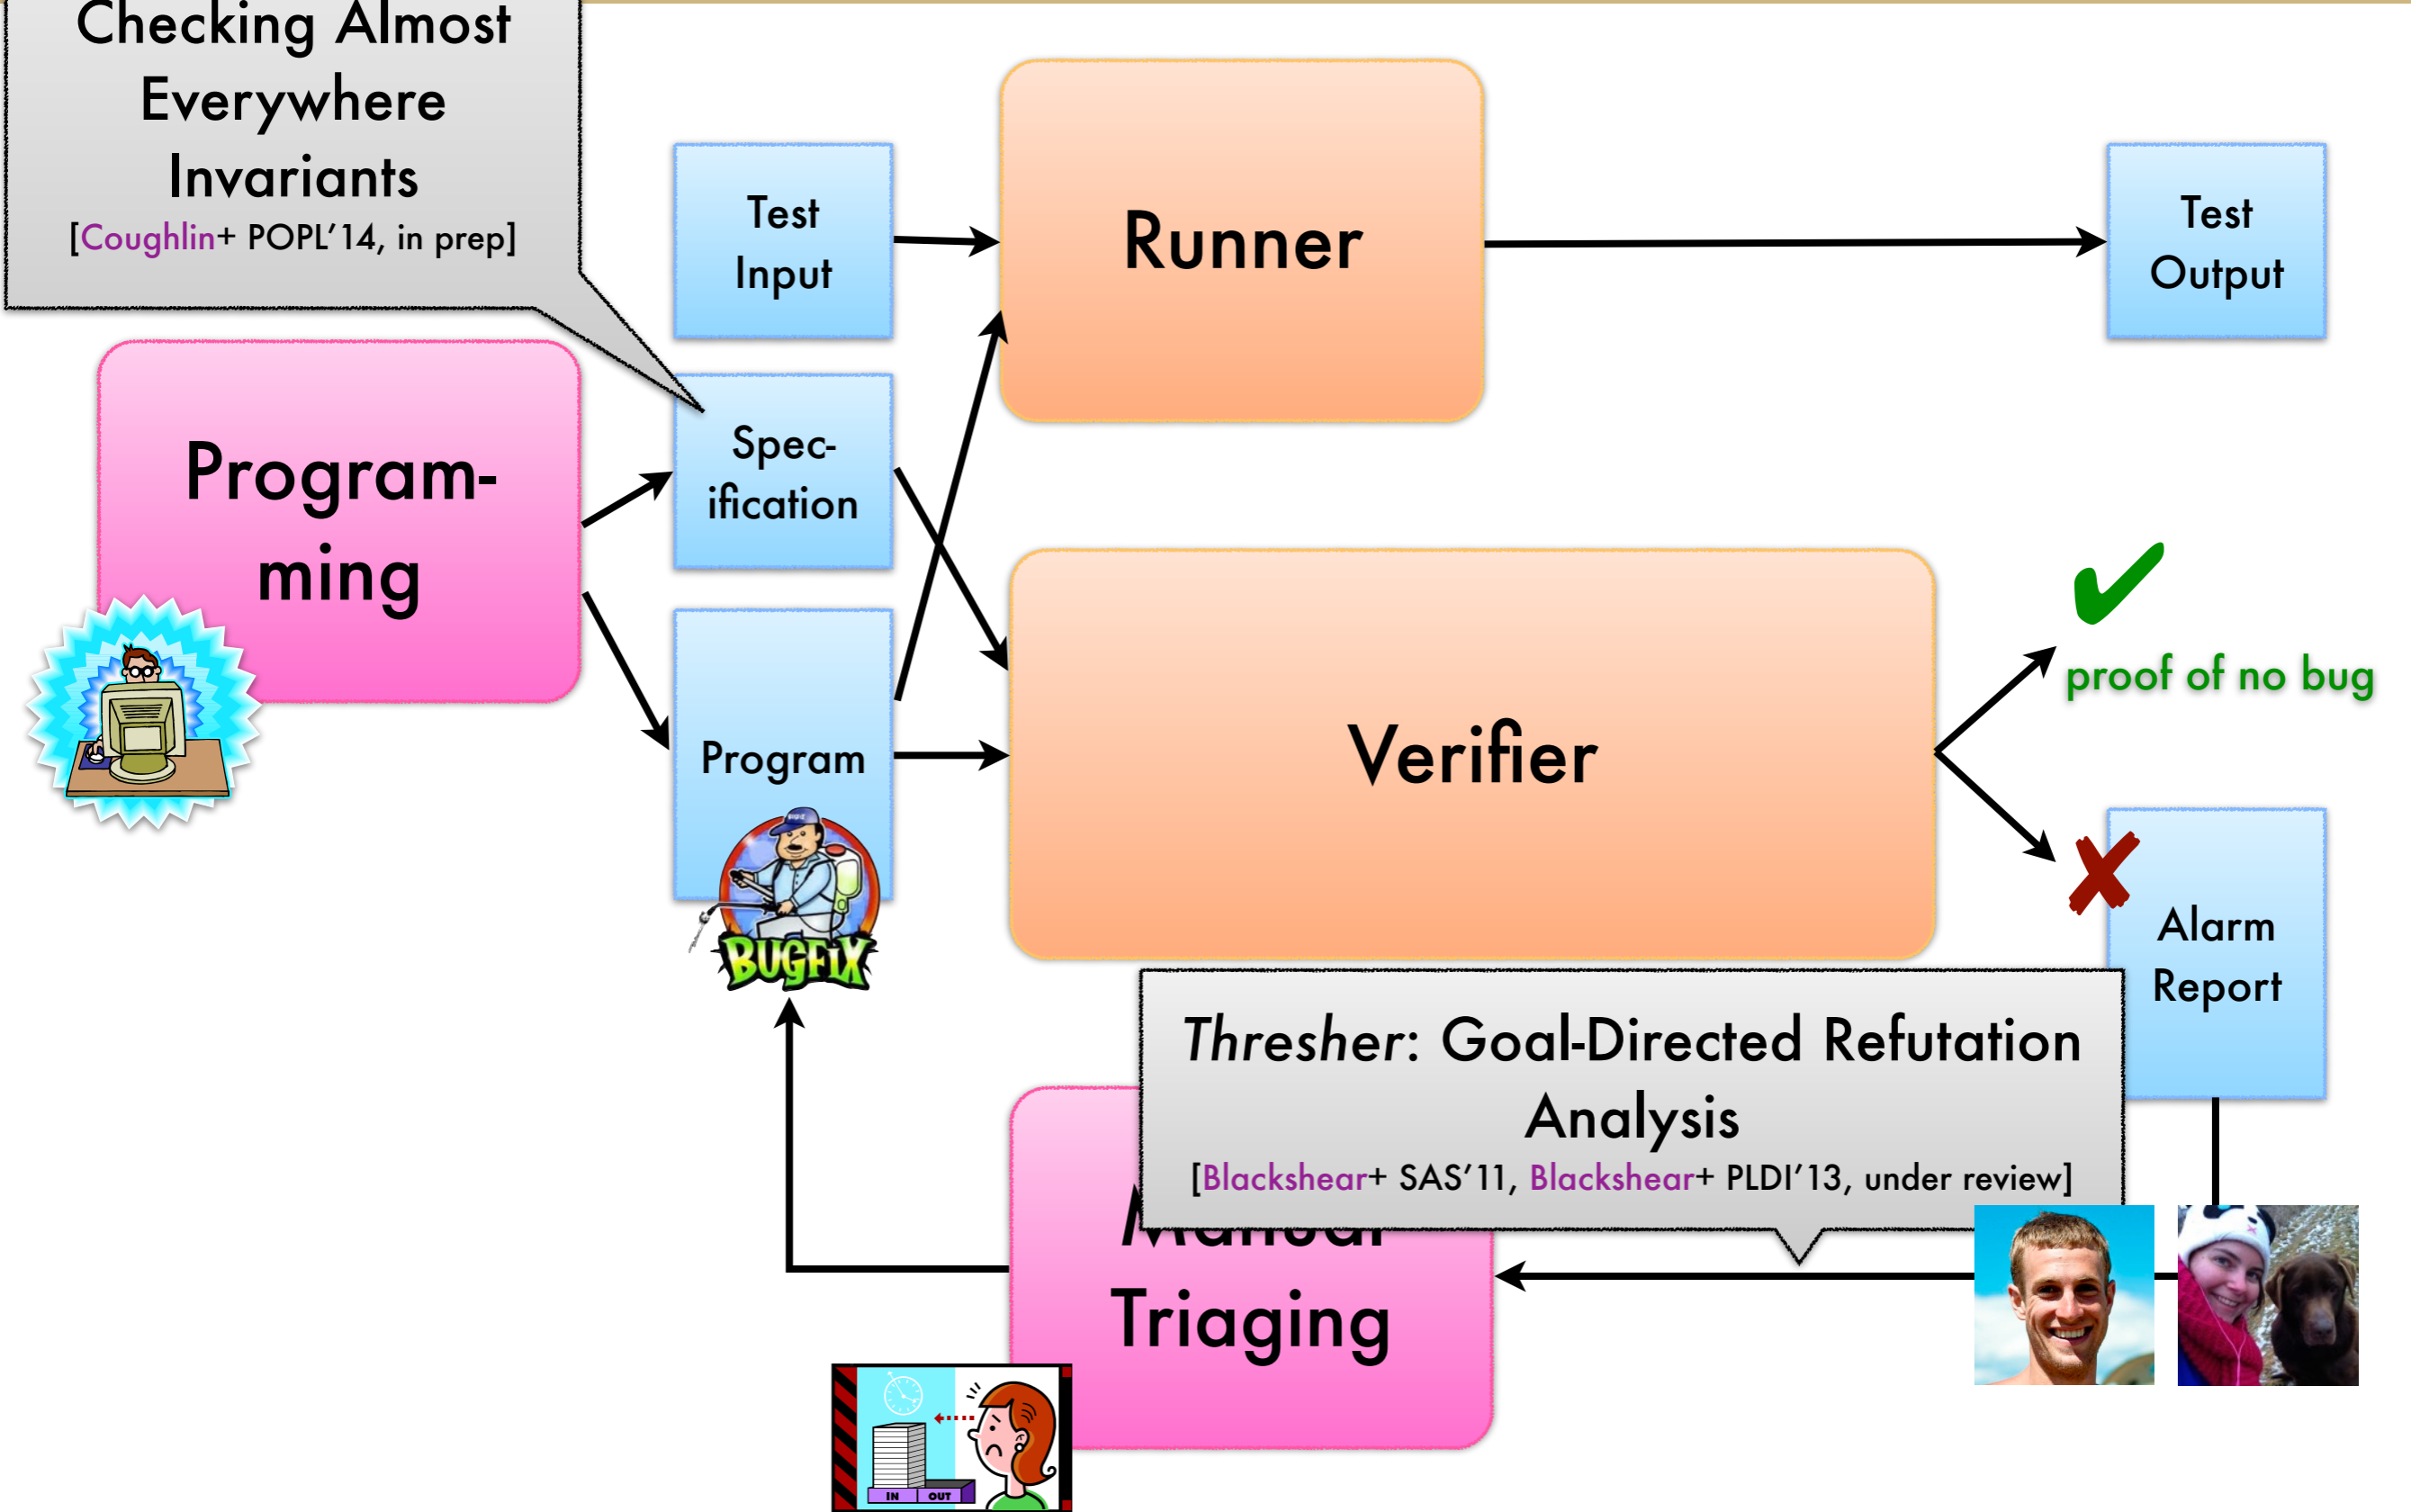 Checking Almost
Everywhere
Invariants
[Coughlin+ POPL’14, in prep]
Test
Input
Runner
Test
Output
Program-
ming
Spec-
ification
Program
BUGFIX
Verifier
proof of no bug
Alarm
Report
Thresher: Goal-Directed Refutation
Analysis
[Blackshear+ SAS’11, Blackshear+ PLDI’13, under review]
Manual
Triaging
IN OUT